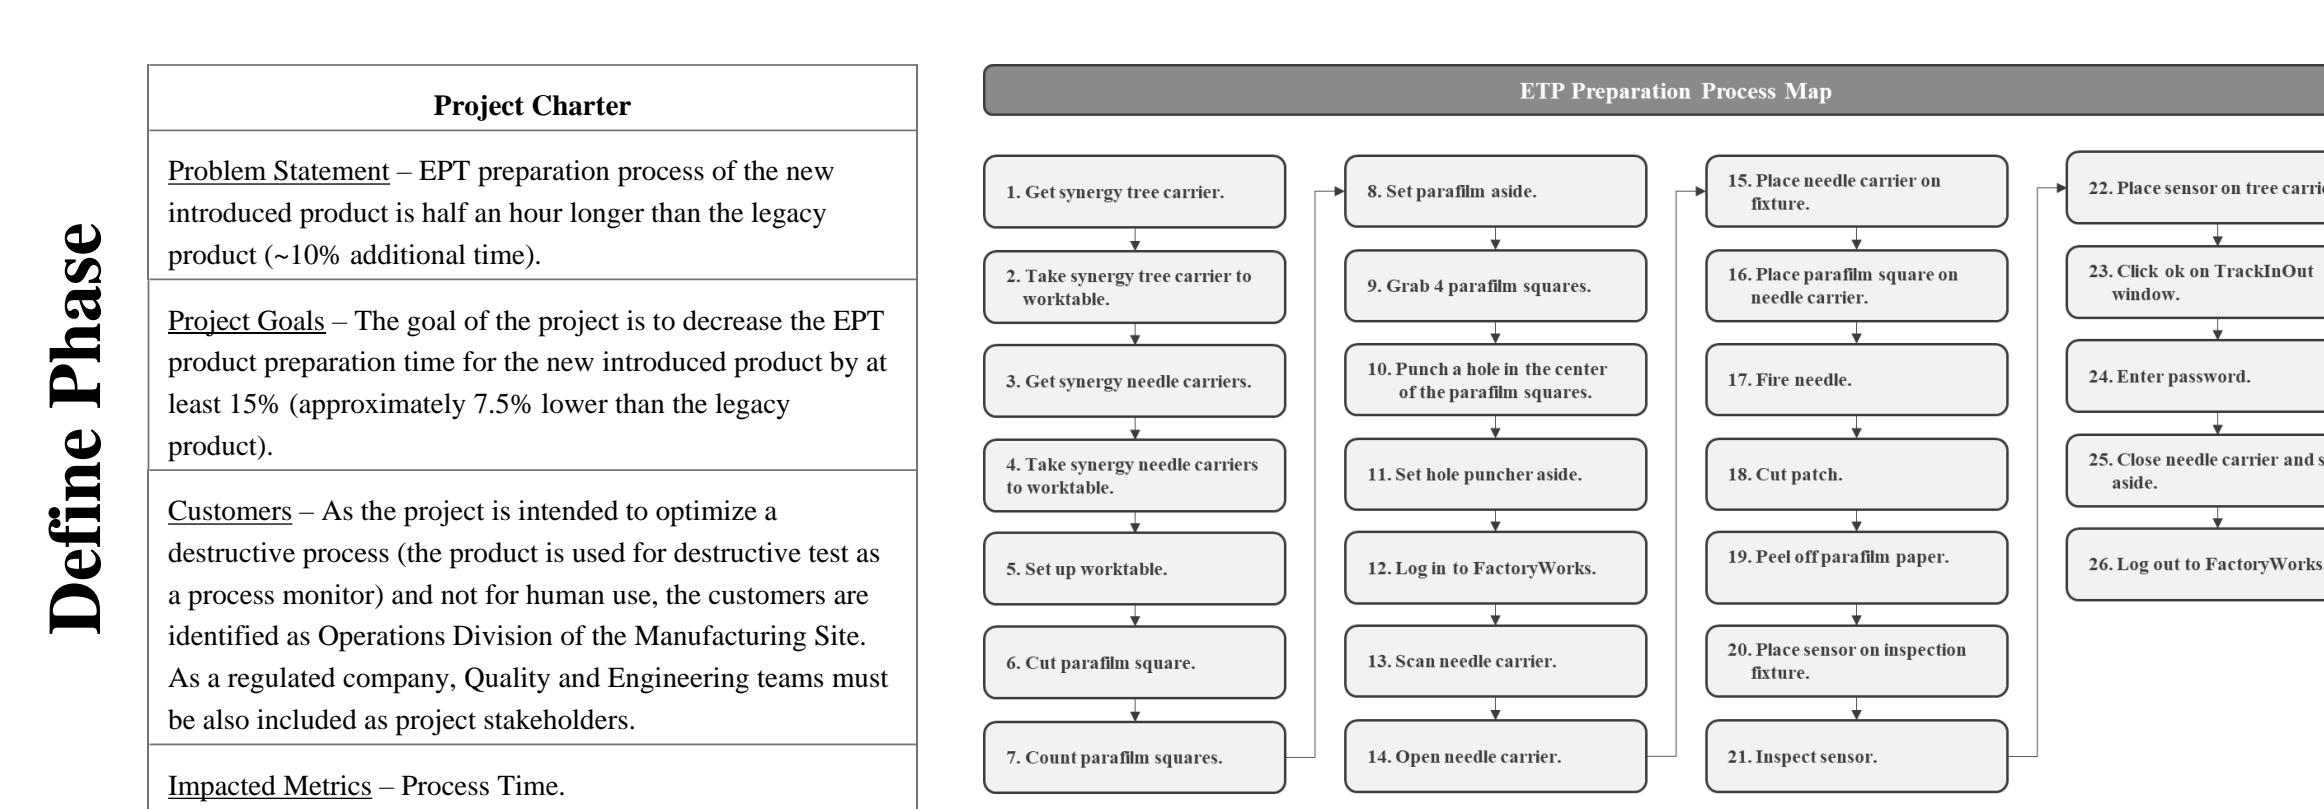 Define Phase
Project Charter
Problem Statement – EPT preparation process of the new
introduced product is half an hour longer than the legacy
product (~10% additional time).
Project Goals – The goal of the project is to decrease the EPT
product preparation time for the new introduced product by at
least 15% (approximately 7.5% lower than the legacy
product).
Customers – As the project is intended to optimize a
destructive process (the product is used for destructive test as
a process monitor) and not for human use, the customers are
identified as Operations Division of the Manufacturing Site.
As a regulated company, Quality and Engineering teams must
be also included as project stakeholders.
Impacted Metrics – Process Time.
ETP Preparation Process Map
1. Get synergy tree carrier.
2. Take synergy tree carrier to
worktable.
3. Get synergy needle carriers.
4. Take synergy needle carriers
to worktable.
5. Set up worktable.
6. Cut parafilm square.
7. Count parafilm squares.
8. Set parafilm aside.
9. Grab 4 parafilm squares.
10. Punch a hole in the center
of the parafilm squares.
11. Set hole puncher aside.
12. Log in to FactoryWorks.
13. Scan needle carrier.
14. Open needle carrier.
15. Place needle carrier on
fixture.
16. Place parafilm square on
needle carrier.
17. Fire needle.
18. Cut patch.
19. Peel off parafilm paper.
20. Place sensor on inspection
fixture.
21. Inspect sensor.
22. Place sensor on tree
23. Click ok on TrackInOut
window.
24. Enter password.
25. Close needle carrier and
aside.
26. Log out to FactoryWorks